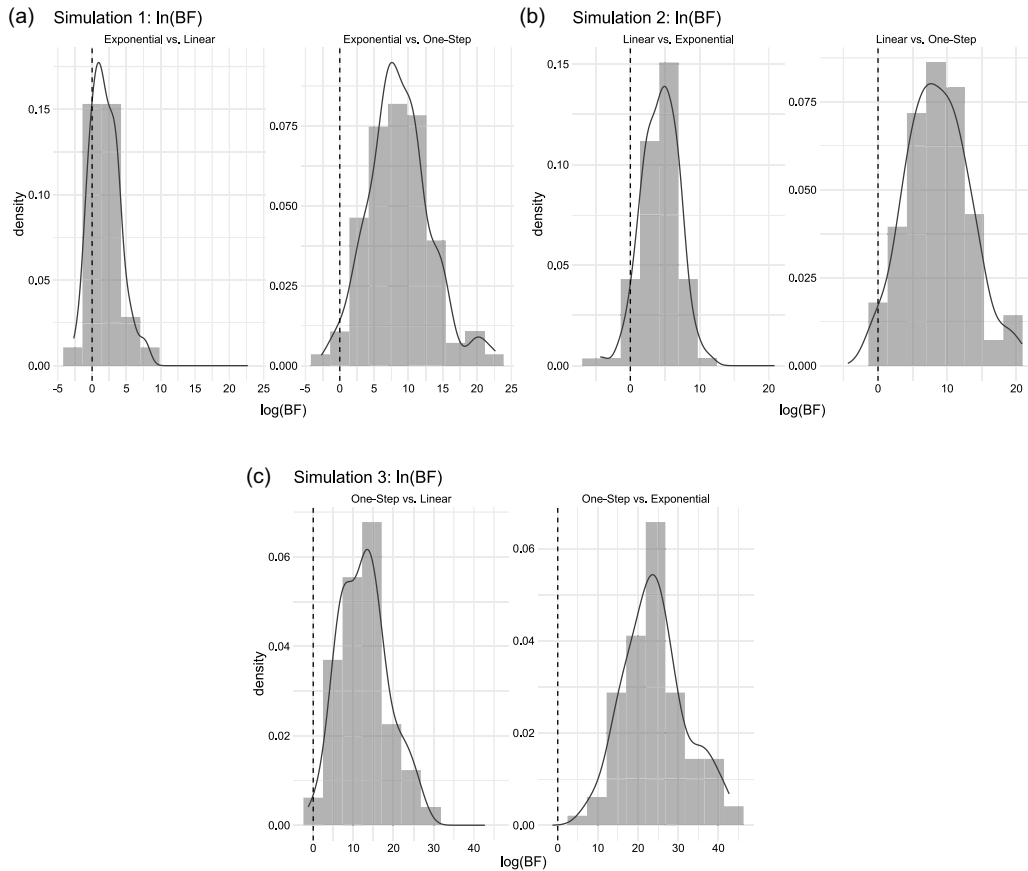 (a) Simulation 1: ln(BF)
Exponential vs. Linear
Exponential vs. One-Step
density
0.15
0.10
0.05
0.00
0.075
0.050
0.025
0.000
-5 0 5 10 15 20 25
-5 0 5 10 15 20 25
log(BF)
(b) Simulation 2: ln(BF)
Linear vs. Exponential
Linear vs. One-Step
density
0.15
0.10
0.05
0.00
0.075
0.050
0.025
0.000
0 10 20
0 10 20
log(BF)
(c) Simulation 3: ln(BF)
One-Step vs. Linear
One-Step vs. Exponential
density
0.06
0.04
0.02
0.00
0.06
0.04
0.02
0.00
0 10 20 30 40
0 10 20 30 40
log(BF)